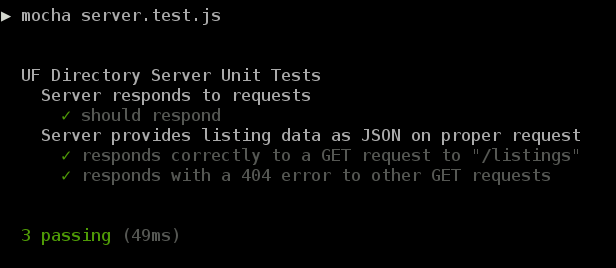 ▶ mocha server.test.js
UF Directory Server Unit Tests
Server responds to requests
✓ should respond
Server provides listing data as JSON on proper request
✓ responds correctly to a GET request to "/listings"
✓ responds with a 404 error to other GET requests
3 passing (49ms)